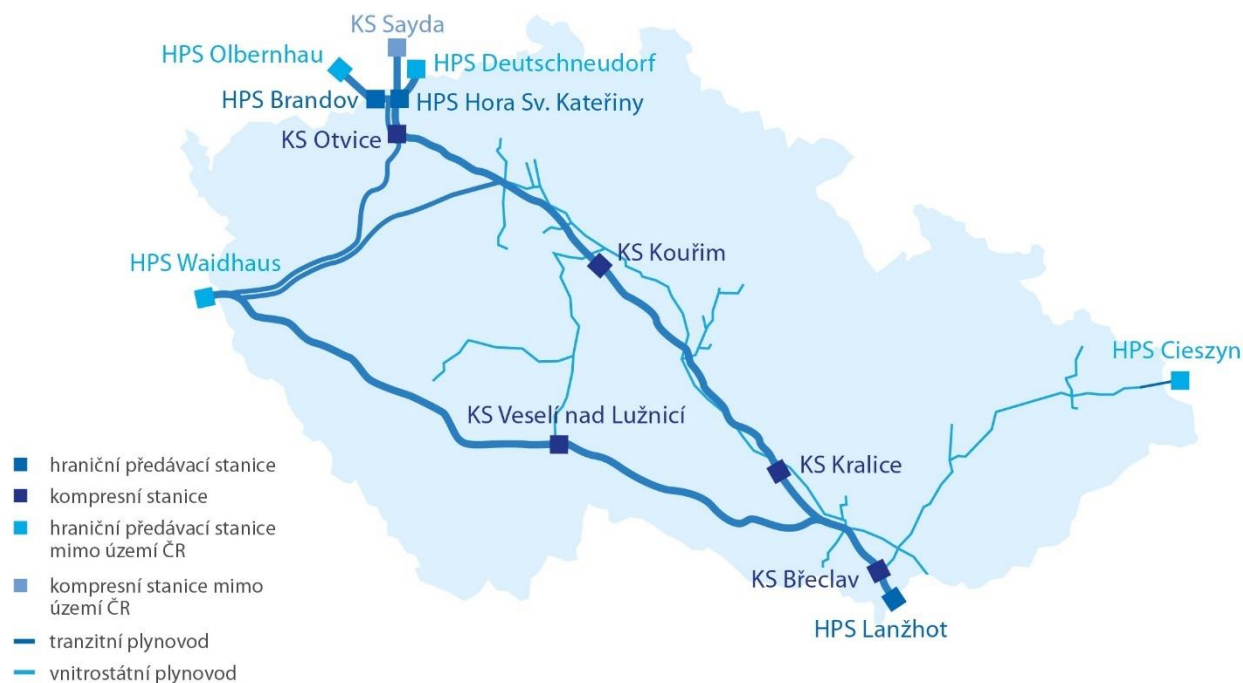 KS Sayda
HPS Olbernhau
HPS Deutschneudorf
HPS Brandov
HPS Hora Sv. Kateřiny
KS Otvice
HPS Waidhaus
KS Kouřim
HPS Cieszyn
KS Veselí nad Lužnicí
KS Kralice
KS Břeclav
HPS Lanžhot
hraniční předávací stanice
kompresní stanice
hraniční předávací stanice
mimo území ČR
kompresní stanice mimo
území ČR
tranzitní plynovod
vnitrostátní plynovod